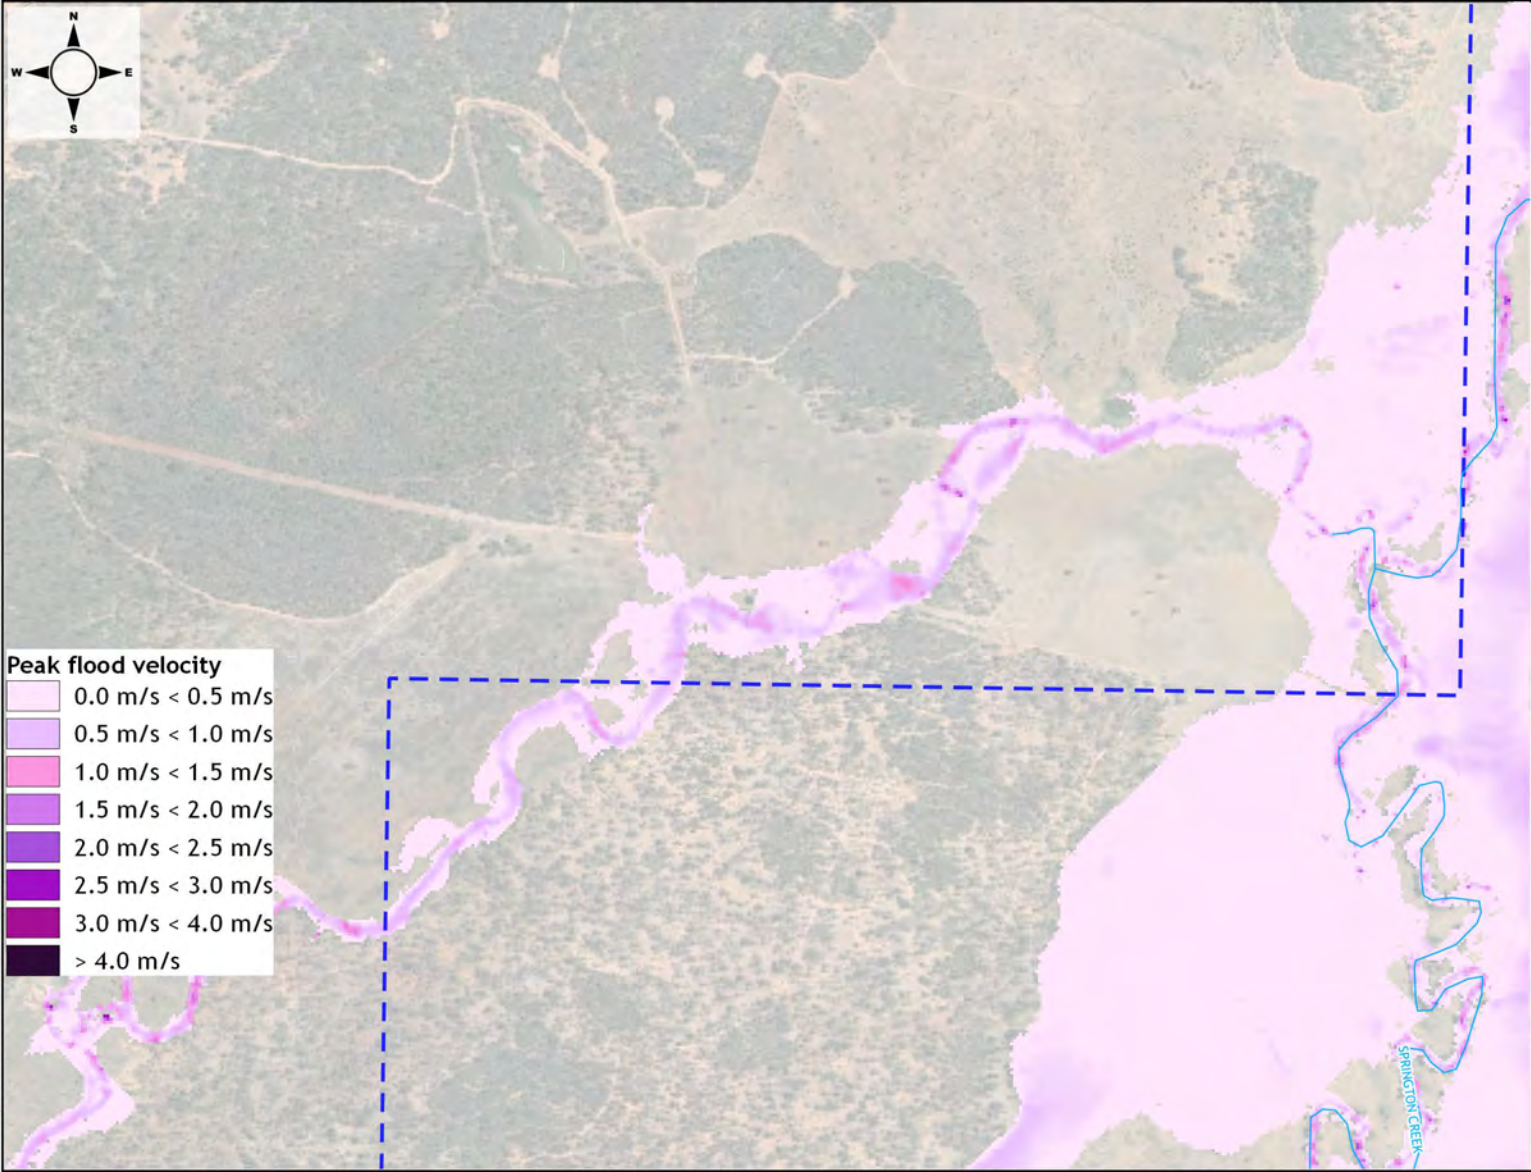 N
W E
S
Peak flood velocity
0.0 m/s < 0.5 m/s
0.5 m/s < 1.0 m/s
1.0 m/s < 1.5 m/s
1.5 m/s < 2.0 m/s
2.0 m/s < 2.5 m/s
2.5 m/s < 3.0 m/s
3.0 m/s < 4.0 m/s
> 4.0 m/s
SPRINGTON CREEK